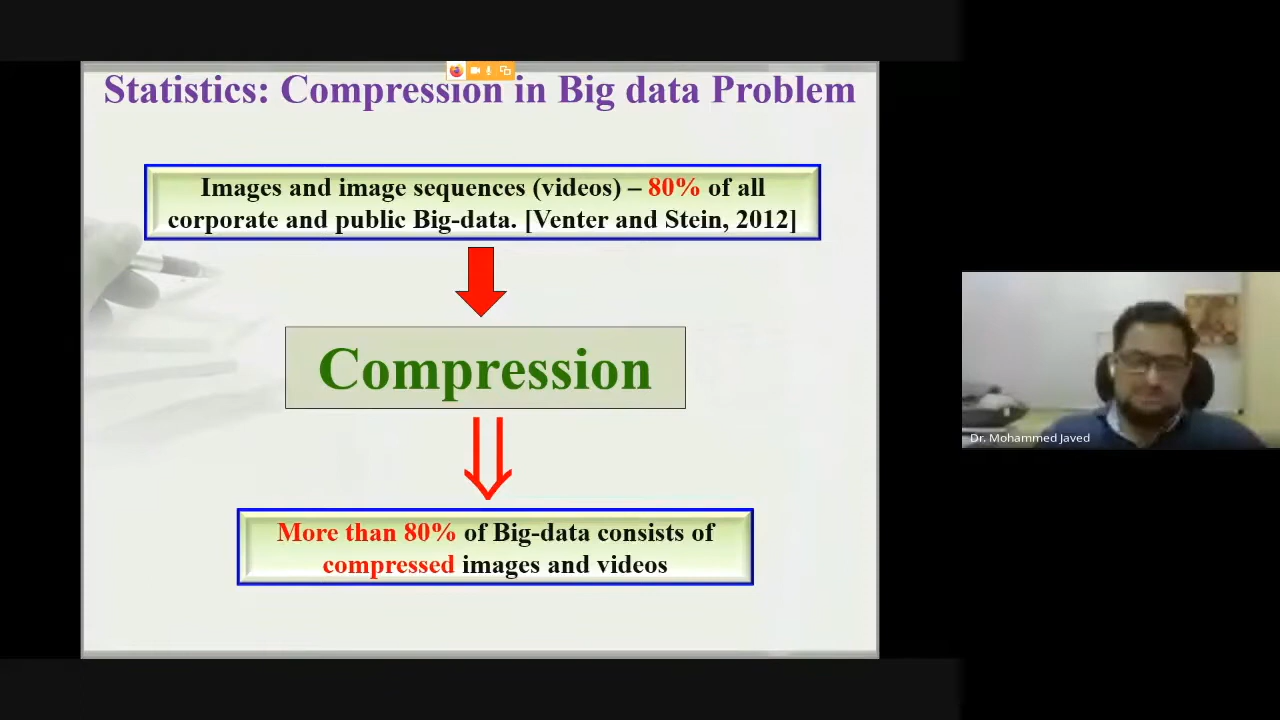 Statistics: Compression in Big data Problem
Images and image sequences (videos) – 80% of all
corporate and public Big-data. [Venter and Stein, 2012]
Compression
More than 80% of Big-data consists of
compressed images and videos
Dr. Mohammed Javed